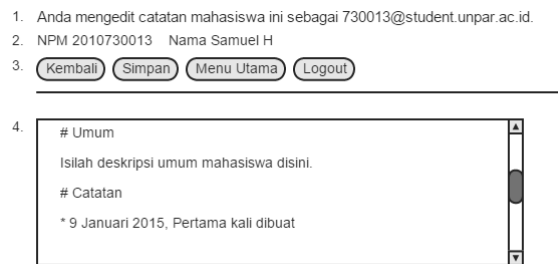 1. Anda mengedit catatan mahasiswa ini sebagai 730013@student.unpar.ac.id.
2. NPM 2010730013 Nama Samuel H
3. Kembali Simpan Menu Utama Logout
4. # Umum
Isilah deskripsi umum mahasiswa disini.
# Catatan
* 9 Januari 2015, Pertama kali dibuat